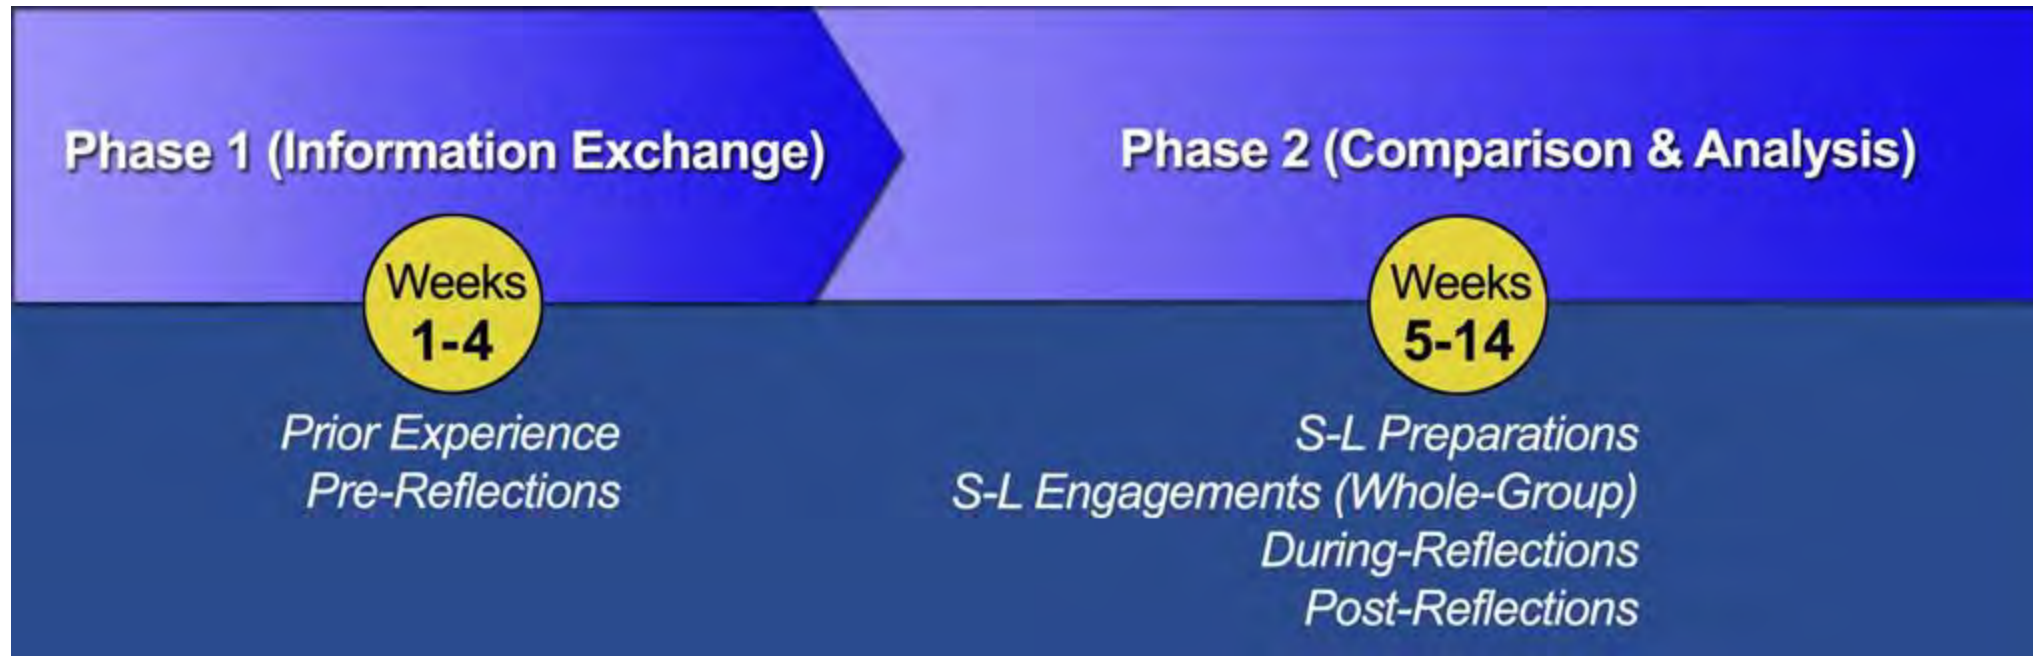 Phase 1 (Information Exchange)
Weeks
1-4
Prior Experience
Pre-Reflections
Phase 2 (Comparison & Analysis)
Weeks
5-14
S-L Preparations
S-L Engagements (Whole-Group)
During-Reflections
Post-Reflections